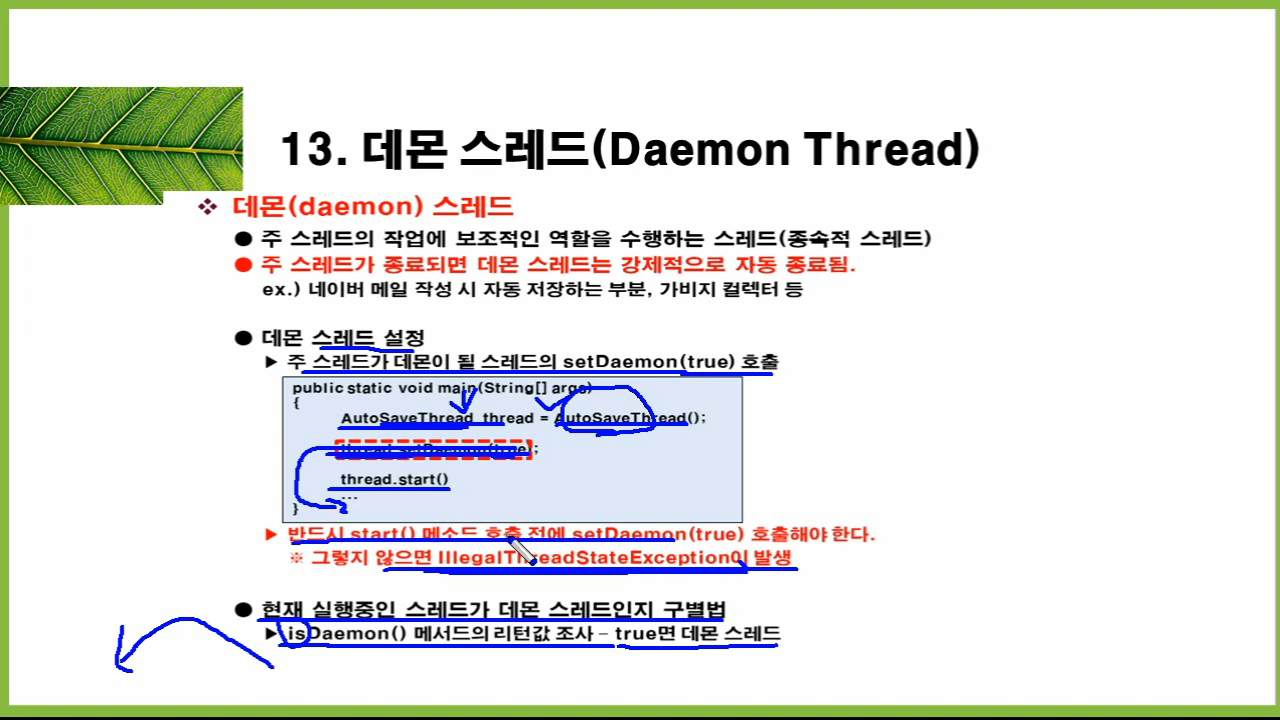 13. 데몬 스레드(Daemon Thread)
❖ 데몬(daemon) 스레드
● 주 스레드의 작업에 보조적인 역할을 수행하는 스레드(종속적 스레드)
● 주 스레드가 종료되면 데몬 스레드는 강제적으로 자동 종료됨.
ex.) 네이버 메일 작성 시 자동 저장하는 부분, 가비지 컬렉터 등
● 데몬 스레드 설정
▶ 주 스레드가 데몬이 될 스레드의 setDaemon(true) 호출
public static void main(String[] args)
{
AutoSaveThread thread = AutoSaveThread();
thread.setDaemon(true);
thread.start()
...
}
▶ 반드시 start() 메소드 호출 전에 setDaemon(true) 호출해야 한다.
※ 그렇지 않으면 IllegalThreadStateException이 발생
● 현재 실행중인 스레드가 데몬 스레드인지 구별법
▶ isDaemon() 메서드의 리턴값 조사 – true면 데몬 스레드